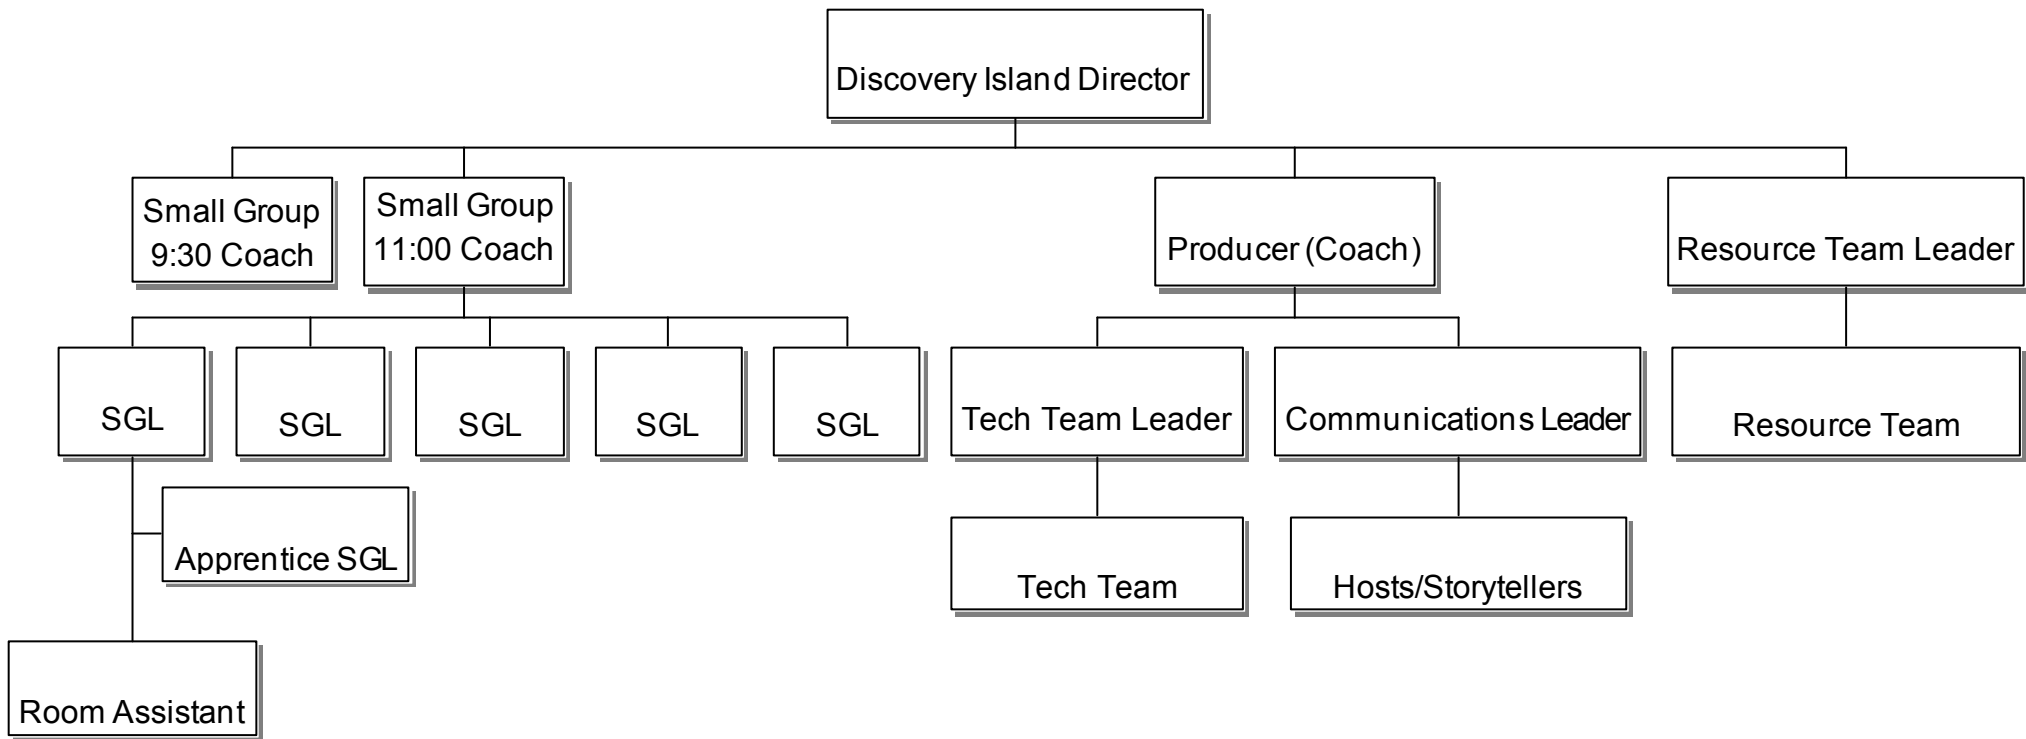 Discovery Island Director
Small Group
9:30 Coach
Small Group
11:00 Coach
Producer (Coach)
Resource Team Leader
SGL
SGL
SGL
SGL
SGL
Tech Team Leader
Communications Leader
Resource Team
Apprentice SGL
Tech Team
Hosts/Storytellers
Room Assistant